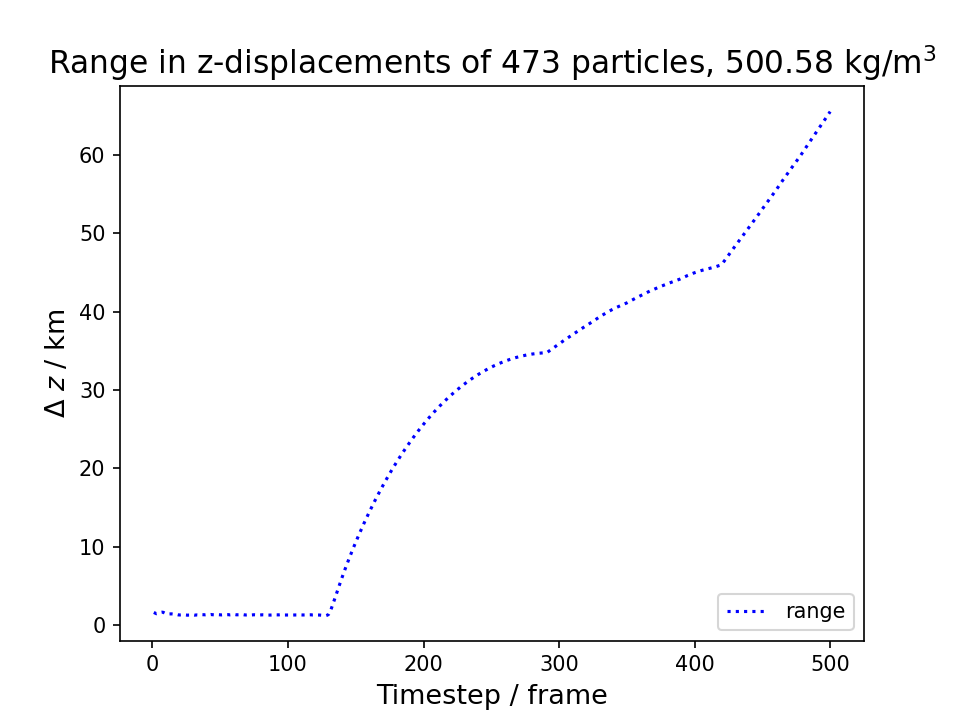 Range in z-displacements of 473 particles, 500.58 kg/m³
Δ z / km
60
50
40
30
20
10
0
range
0 100 200 300 400 500
Timestep / frame